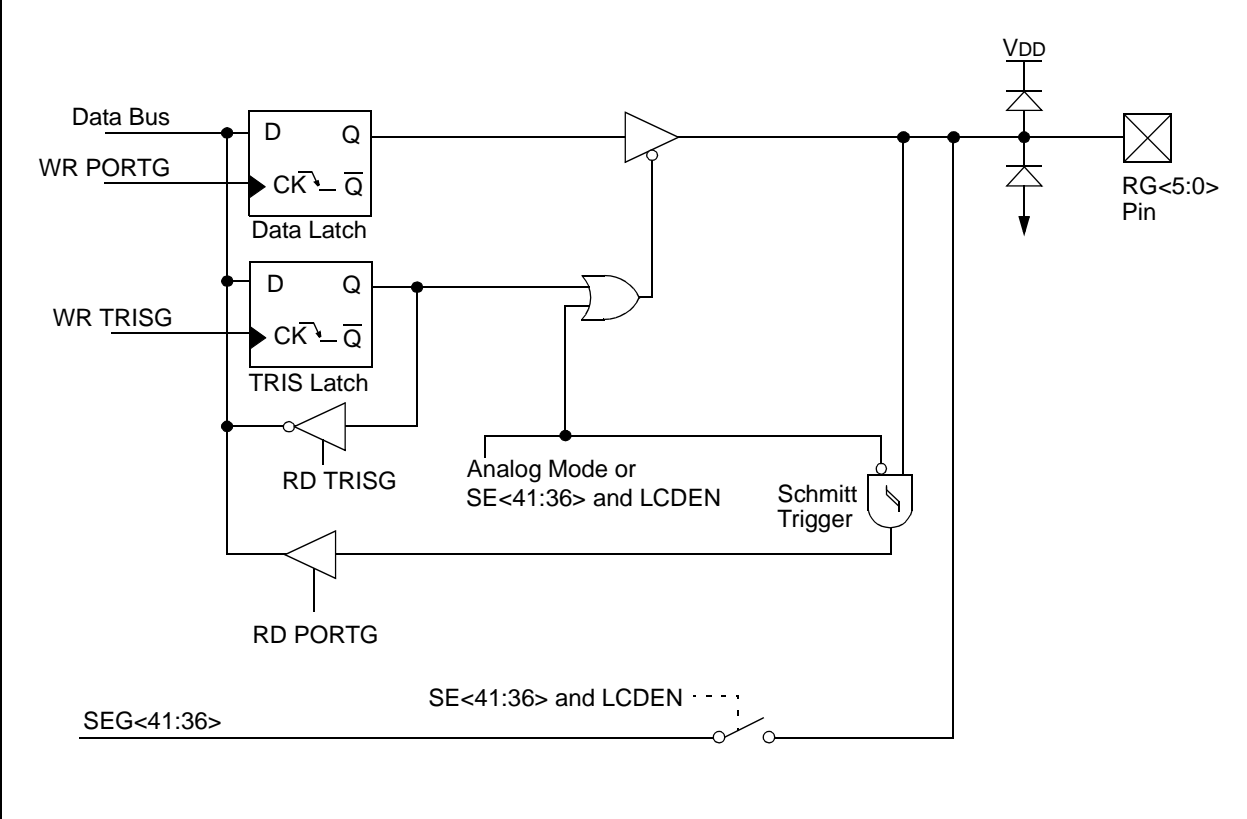 VDD
Data Bus
D Q
WR PORTG
CK Q
RG<5:0>
Pin
Data Latch
D Q
WR TRISG
CK Q
TRIS Latch
RD TRISG
Analog Mode or
SE<41:36> and LCDEN
Schmitt
Trigger
RD PORTG
SE<41:36> and LCDEN
SEG<41:36>